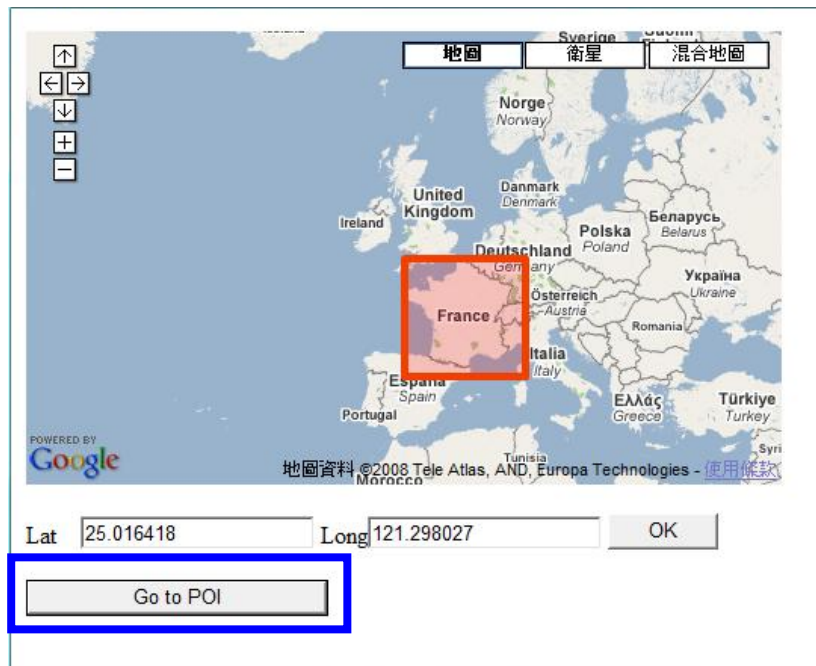 Sverige
地圖
衛星
混合地圖
Norge
Norway
United
Kingdom
Danmark
Denmark
Ireland
Беларусь
Belarus
Polska
Poland
Deutschland
Germany
Україна
Ukraine
Österreich
Austria
France
Romania
Italia
Italy
España
Spain
Portugal
Ελλάς
Greece
Türkiye
Turkey
POWERED BY
Google
Tunisia
Morocco
地圖資料 ©2008 Tele Atlas, AND, Europa Technologies - 使用條款
Lat 25.016418 Long 121.298027 OK
Go to POI